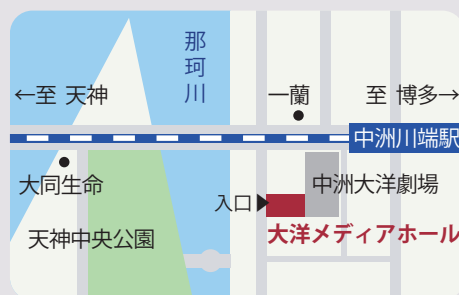 那珂川
←至 天神
一蘭
至 博多→
中洲川端駅
大同生命
中洲大洋劇場
入口▶
天神中央公園
大洋メディアホール